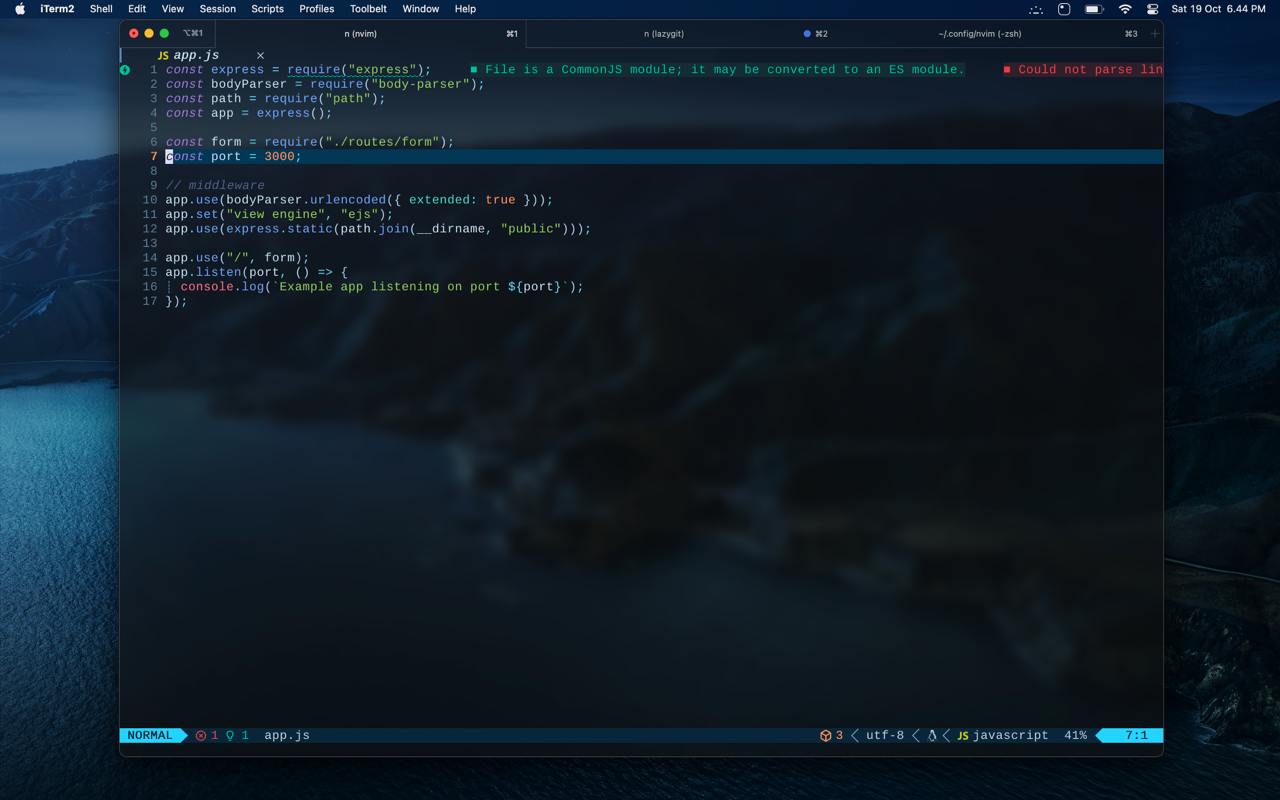 iTerm2 Shell Edit View Session Scripts Profiles Toolbelt Window Help Sat 19 Oct 6.44 PM
⌥⌘1 n (nvim) ⌘1 n (lazygit) ⌘2 ~/.config/nvim (-zsh) ⌘3 +
JS app.js ×
1 const express = require("express"); ■ File is a CommonJS module; it may be converted to an ES module. ■ Could not parse lin
2 const bodyParser = require("body-parser");
3 const path = require("path");
4 const app = express();
5
6 const form = require("./routes/form");
7 const port = 3000;
8
9 // middleware
10 app.use(bodyParser.urlencoded({ extended: true }));
11 app.set("view engine", "ejs");
12 app.use(express.static(path.join(__dirname, "public")));
13
14 app.use("/", form);
15 app.listen(port, () => {
16 console.log(`Example app listening on port ${port}`);
17 });
NORMAL 1 1 app.js 3 utf-8 JS javascript 41% 7:1